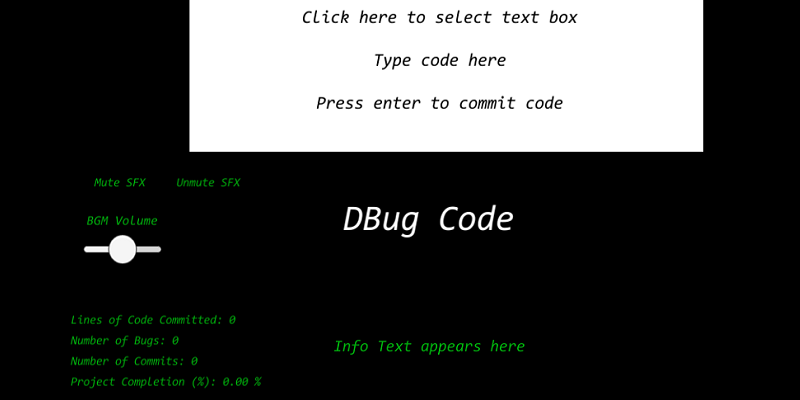 Click here to select text box
Type code here
Press enter to commit code
Mute SFX Unmute SFX
BGM Volume
DBug Code
Lines of Code Committed: 0
Number of Bugs: 0
Number of Commits: 0
Project Completion (%): 0.00 %
Info Text appears here